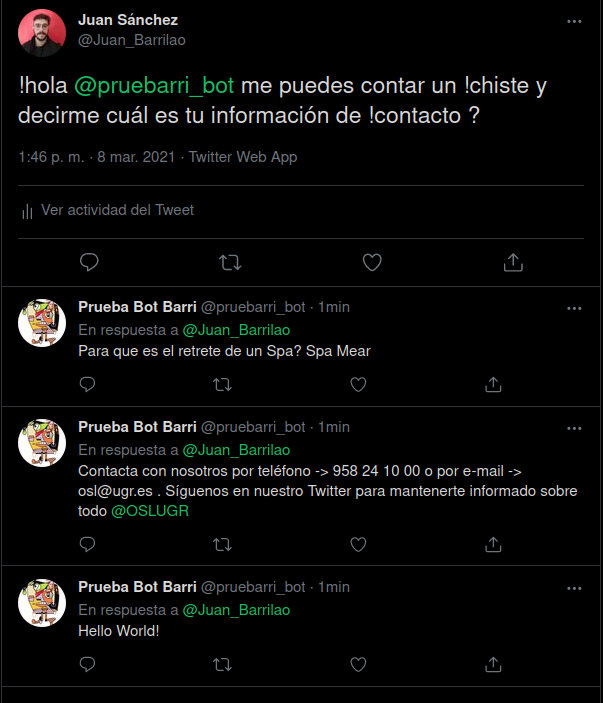 Juan Sánchez
@Juan_Barrilao
!hola @pruebarri_bot me puedes contar un !chiste y
decirme cuál es tu información de !contacto ?
1:46 p. m. · 8 mar. 2021 · Twitter Web App
Ver actividad del Tweet
Prueba Bot Barri @pruebarri_bot · 1min
En respuesta a @Juan_Barrilao
Para que es el retrete de un Spa? Spa Mear
Prueba Bot Barri @pruebarri_bot · 1min
En respuesta a @Juan_Barrilao
Contacta con nosotros por teléfono -> 958 24 10 00 o por e-mail ->
osl@ugr.es . Síguenos en nuestro Twitter para mantenerte informado sobre
todo @OSLUGR
Prueba Bot Barri @pruebarri_bot · 1min
En respuesta a @Juan_Barrilao
Hello World!